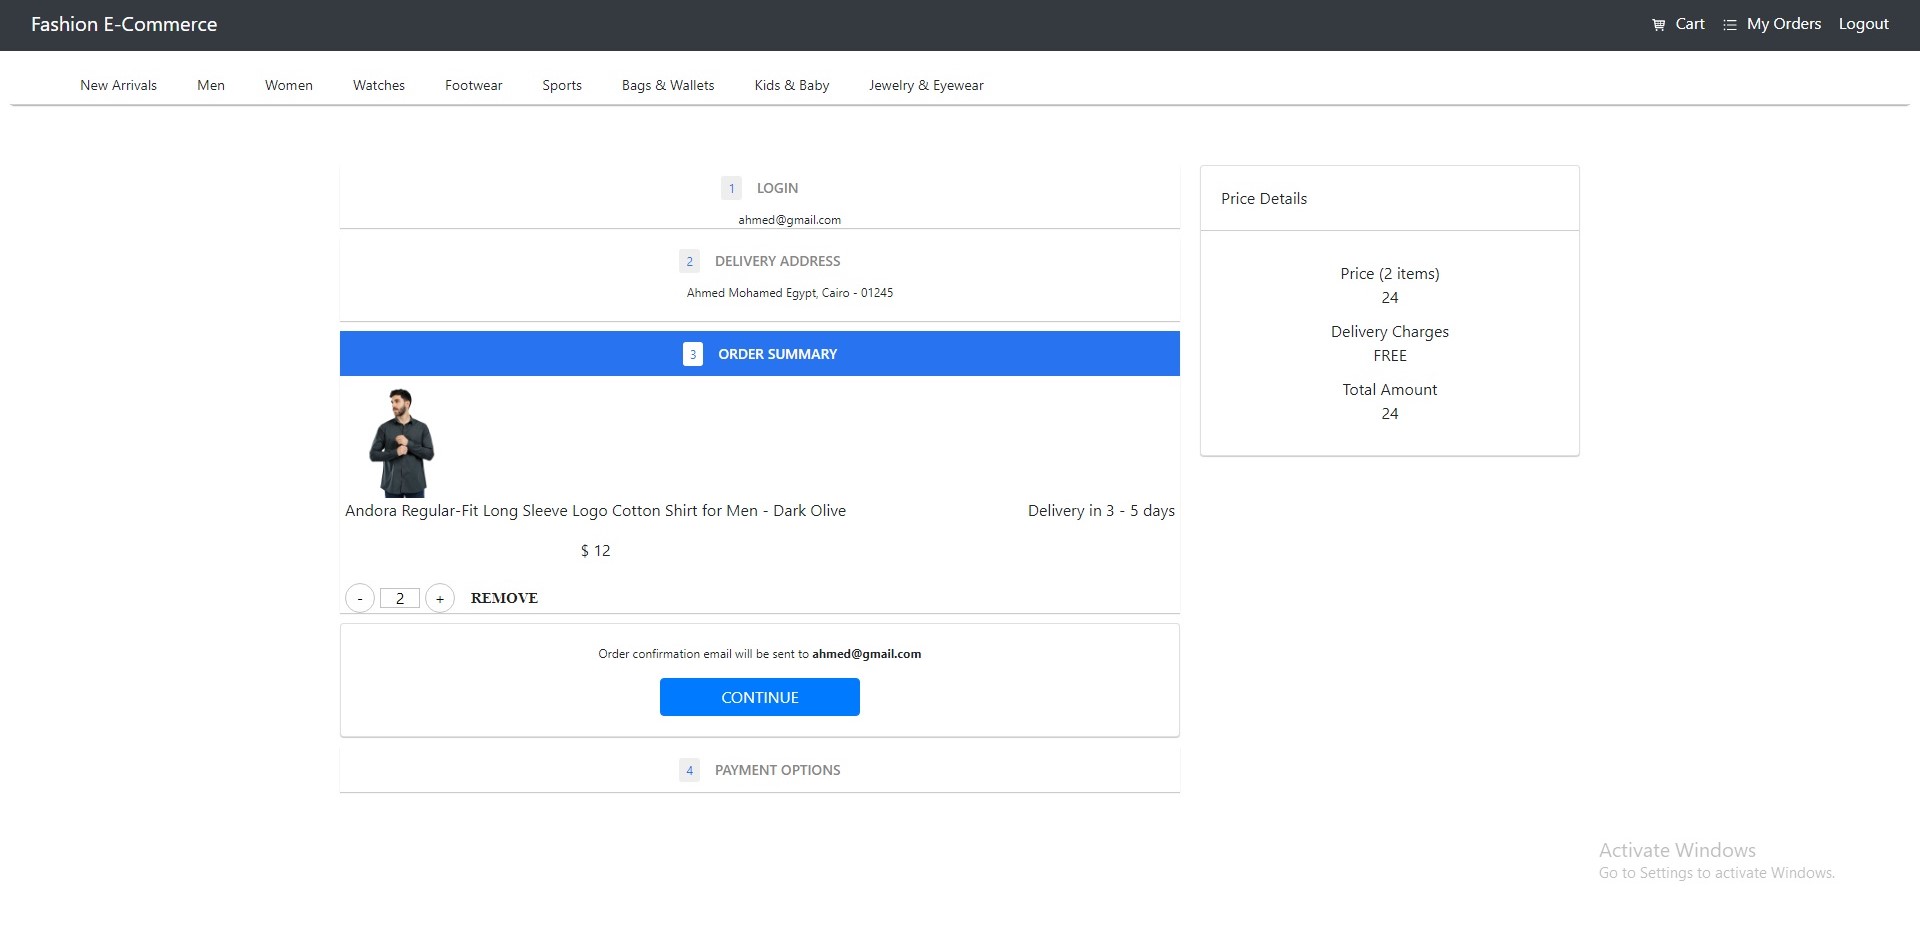 Fashion E-Commerce
Cart
My Orders
Logout
New Arrivals
Men
Women
Watches
Footwear
Sports
Bags & Wallets
Kids & Baby
Jewelry & Eyewear
1 LOGIN
ahmed@gmail.com
2 DELIVERY ADDRESS
Ahmed Mohamed Egypt, Cairo - 01245
3 ORDER SUMMARY
Andora Regular-Fit Long Sleeve Logo Cotton Shirt for Men - Dark Olive
Delivery in 3 - 5 days
$ 12
- 2 + REMOVE
Order confirmation email will be sent to ahmed@gmail.com
CONTINUE
4 PAYMENT OPTIONS
Price Details
Price (2 items)
24
Delivery Charges
FREE
Total Amount
24
Activate Windows
Go to Settings to activate Windows.